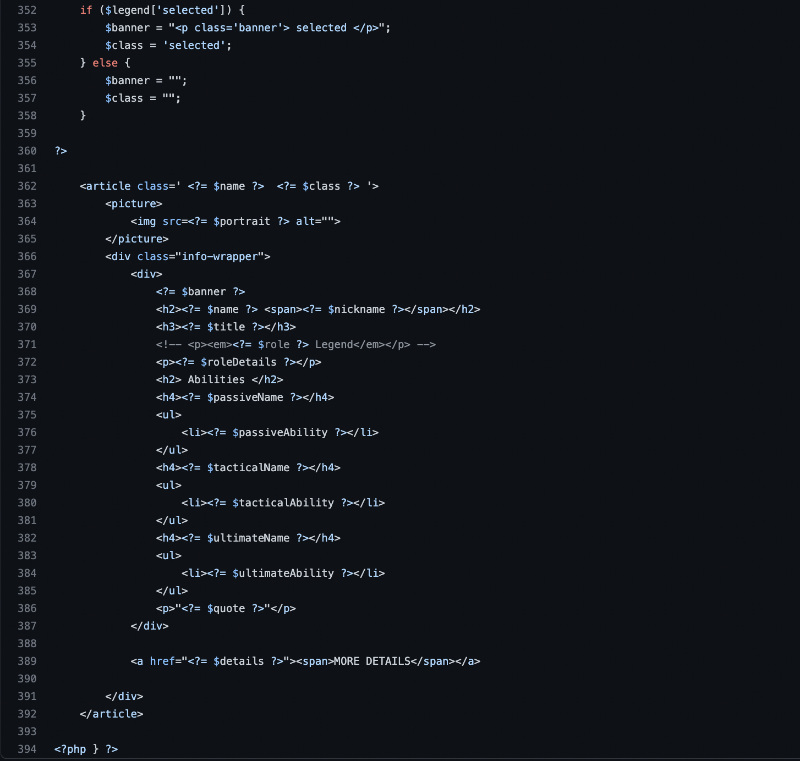 352 if ($legend['selected']) {
353 $banner = "<p class='banner'> selected </p>";
354 $class = 'selected';
355 } else {
356 $banner = "";
357 $class = "";
358 }
359
360 ?>
361
362 <article class=' <?= $name ?>  <?= $class ?> '>
363 <picture>
364 <img src=<?= $portrait ?> alt="">
365 </picture>
366 <div class="info-wrapper">
367 <div>
368 <?= $banner ?>
369 <h2><?= $name ?> <span><?= $nickname ?></span></h2>
370 <h3><?= $title ?></h3>
371 <!-- <p><em><?= $role ?> Legend</em></p> -->
372 <p><?= $roleDetails ?></p>
373 <h2> Abilities </h2>
374 <h4><?= $passiveName ?></h4>
375 <ul>
376 <li><?= $passiveAbility ?></li>
377 </ul>
378 <h4><?= $tacticalName ?></h4>
379 <ul>
380 <li><?= $tacticalAbility ?></li>
381 </ul>
382 <h4><?= $ultimateName ?></h4>
383 <ul>
384 <li><?= $ultimateAbility ?></li>
385 </ul>
386 <p>"<?= $quote ?>"</p>
387 </div>
388
389 <a href="<?= $details ?>"><span>MORE DETAILS</span></a>
390
391 </div>
392 </article>
393
394 <?php } ?>